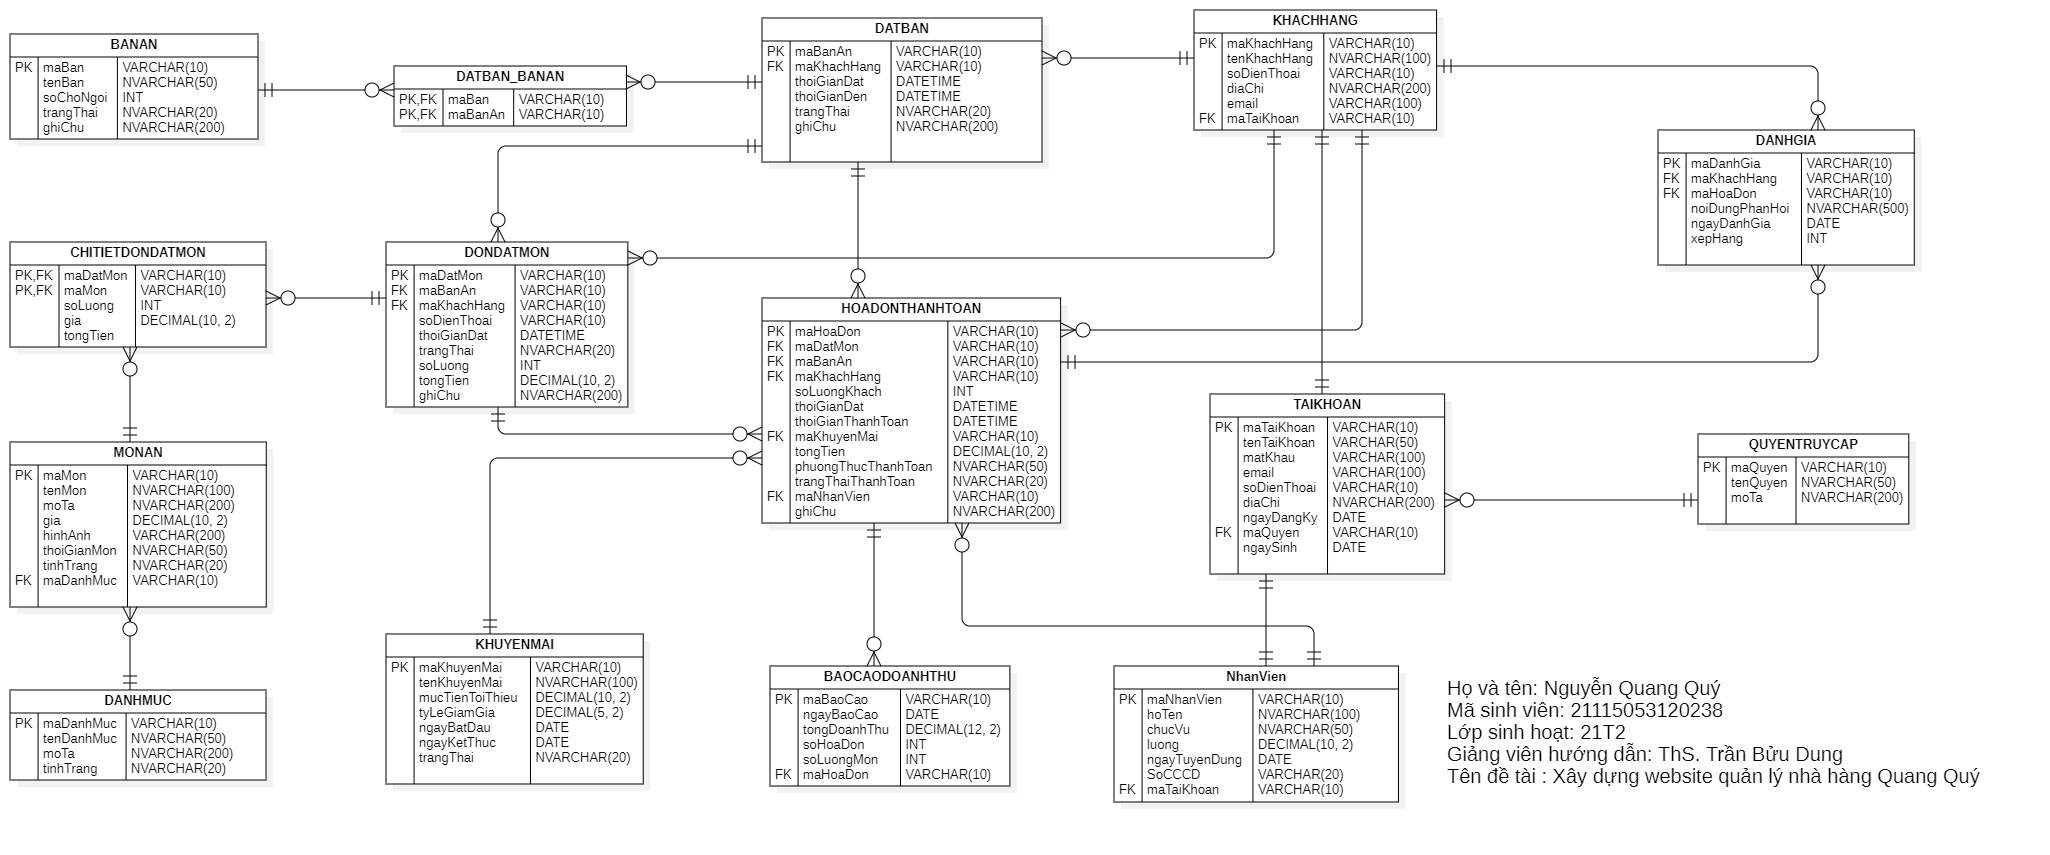 BANAN
PK maBan VARCHAR(10)
tenBan NVARCHAR(50)
soChoNgoi INT
trangThai NVARCHAR(20)
ghiChu NVARCHAR(200)
DATBAN_BANAN
PK,FK maBan VARCHAR(10)
PK,FK maBanAn VARCHAR(10)
DATBAN
PK maBanAn VARCHAR(10)
FK maKhachHang VARCHAR(10)
thoiGianDat DATETIME
thoiGianDen DATETIME
trangThai NVARCHAR(20)
ghiChu NVARCHAR(200)
KHACHHANG
PK maKhachHang VARCHAR(10)
tenKhachHang NVARCHAR(100)
soDienThoai VARCHAR(10)
diaChi NVARCHAR(200)
email VARCHAR(100)
FK maTaiKhoan VARCHAR(10)
DANHGIA
PK maDanhGia VARCHAR(10)
FK maKhachHang VARCHAR(10)
FK maHoaDon VARCHAR(10)
noiDungPhanHoi NVARCHAR(500)
ngayDanhGia DATE
xepHang INT
CHITIETDONDATMON
PK,FK maDatMon VARCHAR(10)
PK,FK maMon VARCHAR(10)
soLuong INT
gia DECIMAL(10, 2)
tongTien
DONDATMON
PK maDatMon VARCHAR(10)
FK maBanAn VARCHAR(10)
FK maKhachHang VARCHAR(10)
soDienThoai VARCHAR(10)
thoiGianDat DATETIME
trangThai NVARCHAR(20)
soLuong INT
tongTien DECIMAL(10, 2)
ghiChu NVARCHAR(200)
HOADONTHANHTOAN
PK maHoaDon VARCHAR(10)
FK maDatMon VARCHAR(10)
FK maBanAn VARCHAR(10)
FK maKhachHang VARCHAR(10)
soLuongKhach INT
thoiGianDat DATETIME
thoiGianThanhToan DATETIME
FK maKhuyenMai VARCHAR(10)
tongTien DECIMAL(10, 2)
phuongThucThanhToan NVARCHAR(50)
trangThaiThanhToan NVARCHAR(20)
FK maNhanVien VARCHAR(10)
ghiChu NVARCHAR(200)
TAIKHOAN
PK maTaiKhoan VARCHAR(10)
tenTaiKhoan VARCHAR(50)
matKhau VARCHAR(100)
email VARCHAR(100)
soDienThoai VARCHAR(10)
diaChi NVARCHAR(200)
ngayDangKy DATE
FK maQuyen VARCHAR(10)
ngaySinh DATE
QUYENTRUYCAP
PK maQuyen VARCHAR(10)
tenQuyen NVARCHAR(50)
moTa NVARCHAR(200)
MONAN
PK maMon VARCHAR(10)
tenMon NVARCHAR(100)
moTa NVARCHAR(200)
gia DECIMAL(10, 2)
hinhAnh VARCHAR(200)
thoiGianMon NVARCHAR(50)
tinhTrang NVARCHAR(20)
FK maDanhMuc VARCHAR(10)
DANHMUC
PK maDanhMuc VARCHAR(10)
tenDanhMuc NVARCHAR(50)
moTa NVARCHAR(200)
tinhTrang NVARCHAR(20)
KHUYENMAI
PK maKhuyenMai VARCHAR(10)
tenKhuyenMai NVARCHAR(100)
mucTienToiThieu DECIMAL(10, 2)
tyLeGiamGia DECIMAL(5, 2)
ngayBatDau DATE
ngayKetThuc DATE
trangThai NVARCHAR(20)
BAOCAODOANHTHU
PK maBaoCao VARCHAR(10)
ngayBaoCao DATE
tongDoanhThu DECIMAL(12, 2)
soHoaDon INT
soLuongMon INT
FK maHoaDon VARCHAR(10)
NhanVien
PK maNhanVien VARCHAR(10)
hoTen NVARCHAR(100)
chucVu NVARCHAR(50)
luong DECIMAL(10, 2)
ngayTuyenDung DATE
SoCCCD VARCHAR(20)
FK maTaiKhoan VARCHAR(10)
Họ và tên: Nguyễn Quang Quý
Mã sinh viên: 21115053120238
Lớp sinh hoạt: 21T2
Giảng viên hướng dẫn: ThS. Trần Bửu Dung
Tên đề tài : Xây dựng website quản lý nhà hàng Quang Quý